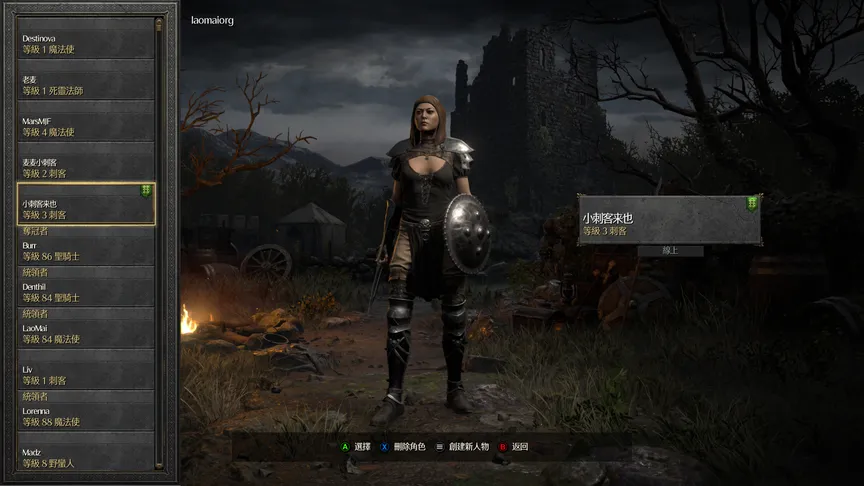 laomaiorg
Destinova
等級 1 魔法使
老麦
等級 1 死靈法師
MarsMJF
等級 4 魔法使
麦麦小刺客
等級 2 刺客
小刺客来也
等級 3 刺客
奪冠者
Burr
等級 86 聖騎士
統領者
Denthil
等級 84 聖騎士
統領者
LaoMai
等級 84 魔法使
Liv
等級 1 刺客
統領者
Lorenna
等級 88 魔法使
Madz
等級 8 野蠻人
小刺客来也
等級 3 刺客
線上
A 選擇 X 刪除角色 創建新人物 B 返回